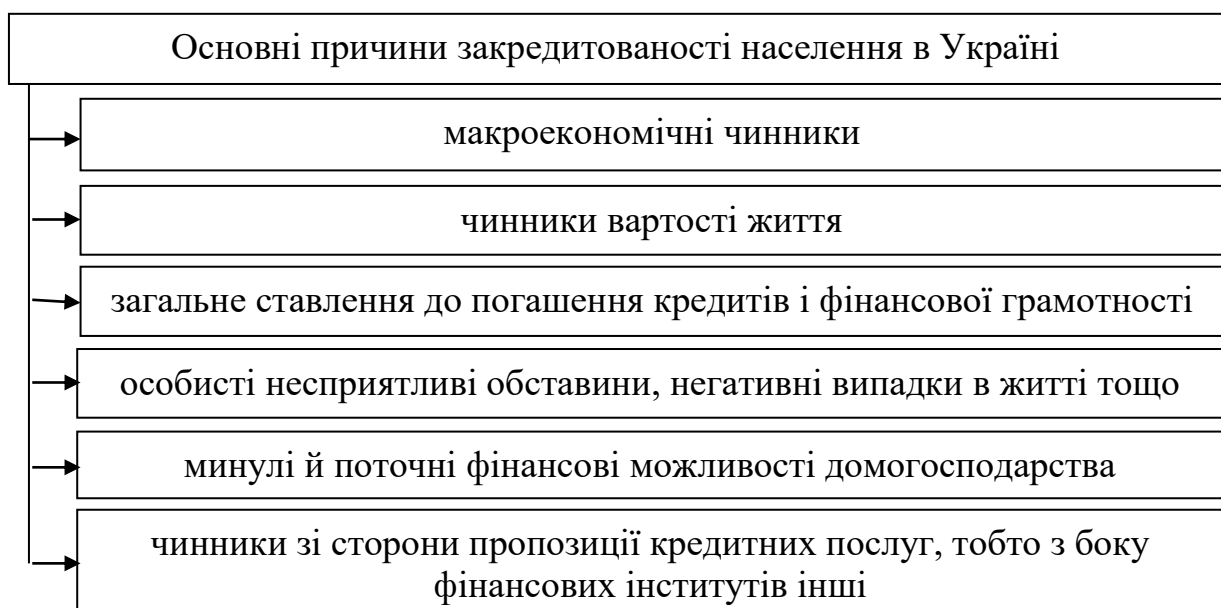 Основні причини закредитованості населення в Україні
макроекономічні чинники
чинники вартості життя
загальне ставлення до погашення кредитів і фінансової грамотності
особисті несприятливі обставини, негативні випадки в житті тощо
минулі й поточні фінансові можливості домогосподарства
чинники зі сторони пропозиції кредитних послуг, тобто з боку
фінансових інститутів інші